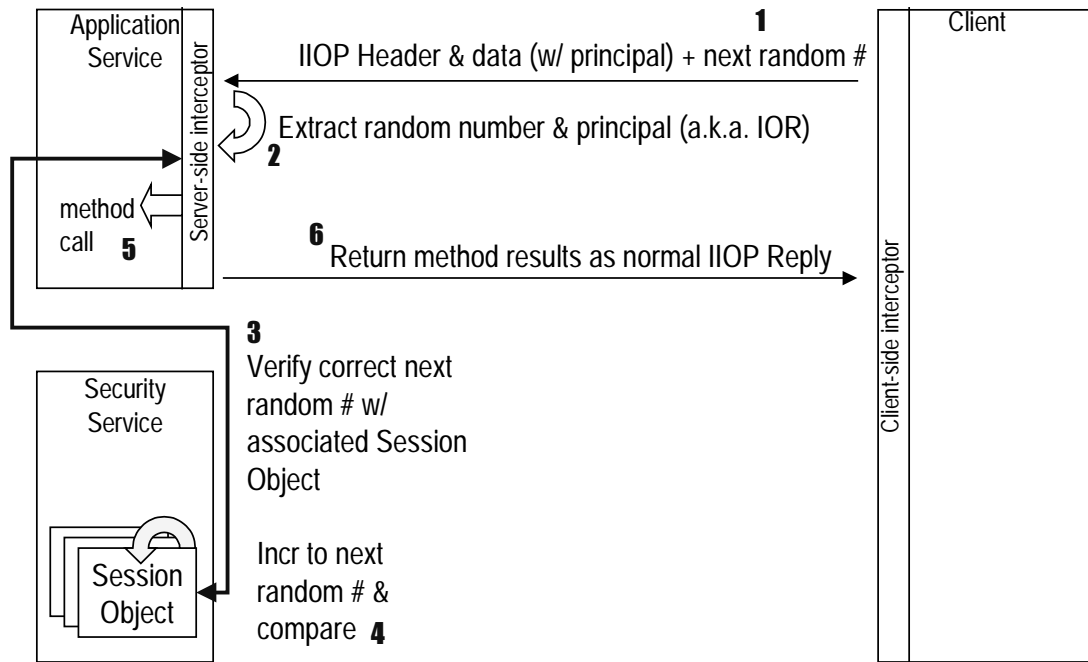 Application
Service
Server-side interceptor
1
IIOP Header & data (w/ principal) + next random #
Client
Extract random number & principal (a.k.a. IOR)
2
method
call
5
6
Return method results as normal IIOP Reply
Client-side interceptor
3
Verify correct next
random # w/
associated Session
Object
Security
Service
Session
Object
Incr to next
random # &
compare 4